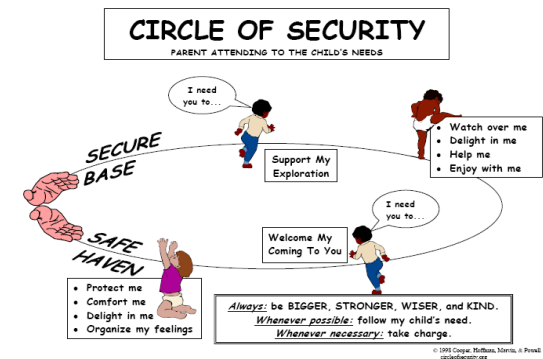 CIRCLE OF SECURITY
PARENT ATTENDING TO THE CHILD'S NEEDS
I need
you to...
SECURE
BASE
Support My
Exploration
• Watch over me
• Delight in me
• Help me
• Enjoy with me
I need
you to...
Welcome My
Coming To You
SAFE
HAVEN
• Protect me
• Comfort me
• Delight in me
• Organize my feelings
Always: be BIGGER, STRONGER, WISER, and KIND.
Whenever possible: follow my child's need.
Whenever necessary: take charge.
© 1998 Cooper, Hoffman, Marvin, & Powell
circleofsecurity.org